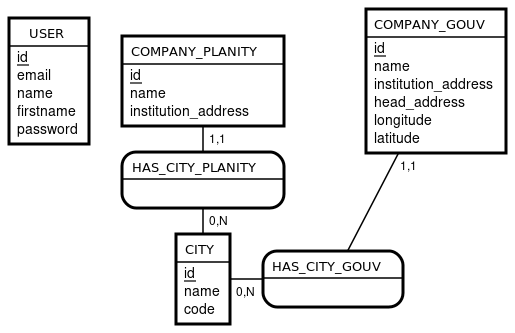 USER
id
email
name
firstname
password
COMPANY_PLANITY
id
name
institution_address
COMPANY_GOUV
id
name
institution_address
head_address
longitude
latitude
1,1
1,1
HAS_CITY_PLANITY
0,N
CITY
id
name
code
0,N
HAS_CITY_GOUV